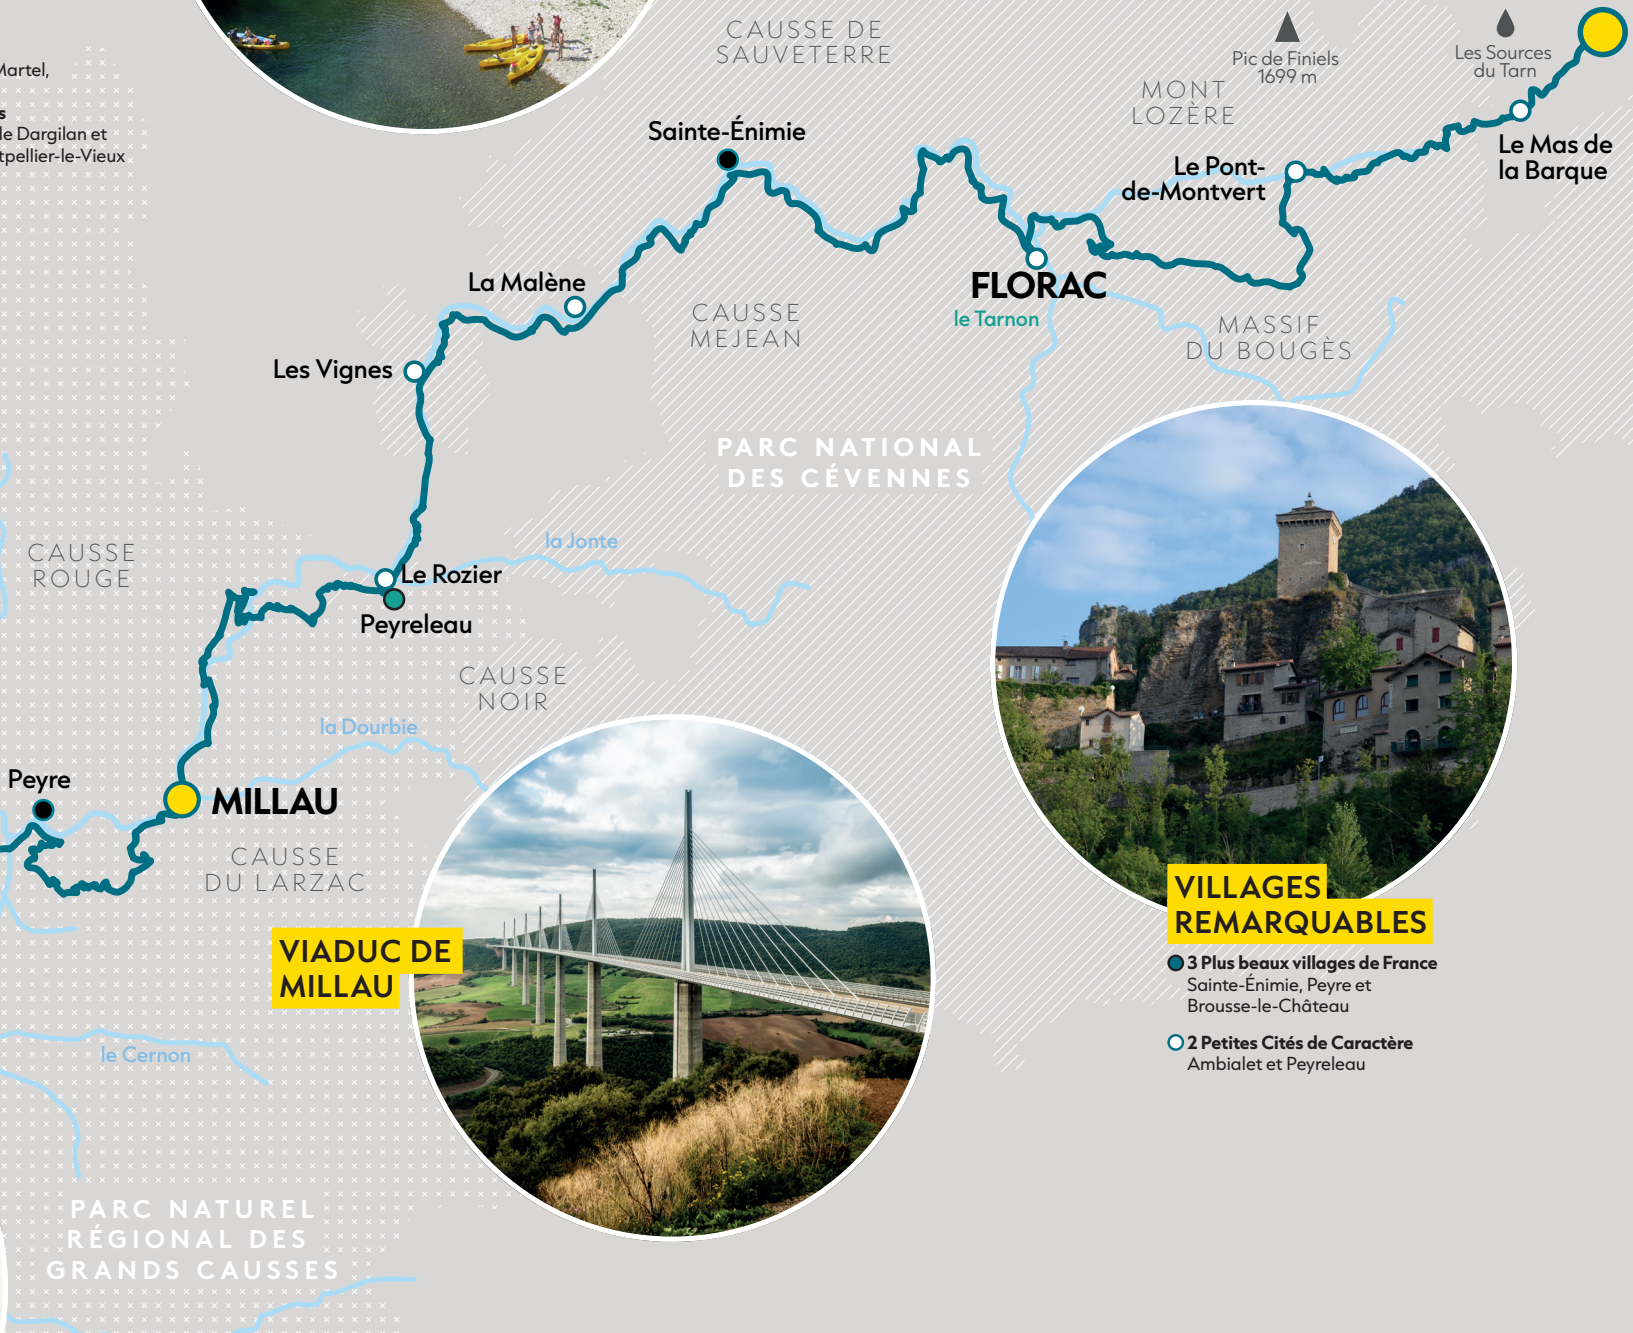 Martel,
s
de Dargilan et
tpellier-le-Vieux
CAUSSE DE
SAUVETERRE
Pic de Finiels
1699 m
Les Sources
du Tarn
MONT
LOZÈRE
Sainte-Énimie
Le Pont-
de-Montvert
Le Mas de
la Barque
La Malène
FLORAC
le Tarnon
CAUSSE
MEJEAN
MASSIF
DU BOUGÈS
Les Vignes
PARC NATIONAL
DES CÉVENNES
la Jonte
CAUSSE
ROUGE
Le Rozier
Peyreleau
CAUSSE
NOIR
la Dourbie
Peyre
MILLAU
CAUSSE
DU LARZAC
VIADUC DE
MILLAU
VILLAGES
REMARQUABLES
3 Plus beaux villages de France
Sainte-Énimie, Peyre et
Brousse-le-Château
2 Petites Cités de Caractère
Ambialet et Peyreleau
le Cernon
PARC NATUREL
RÉGIONAL DES
GRANDS CAUSSES